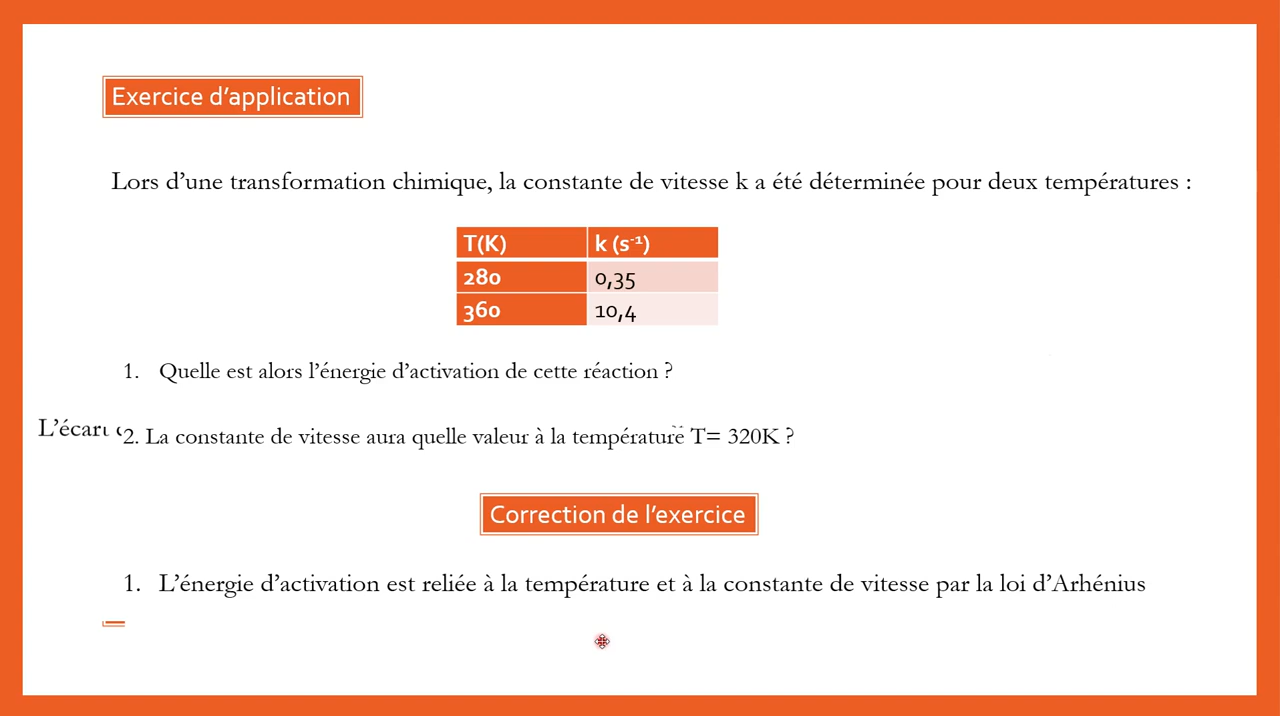 Exercice d'application
Lors d'une transformation chimique, la constante de vitesse k a été déterminée pour deux températures :
T(K) k (s⁻¹)
280 0,35
360 10,4
1. Quelle est alors l'énergie d'activation de cette réaction ?
L'écart
2. La constante de vitesse aura quelle valeur à la température T= 320K ?
Correction de l'exercice
1. L'énergie d'activation est reliée à la température et à la constante de vitesse par la loi d'Arhénius